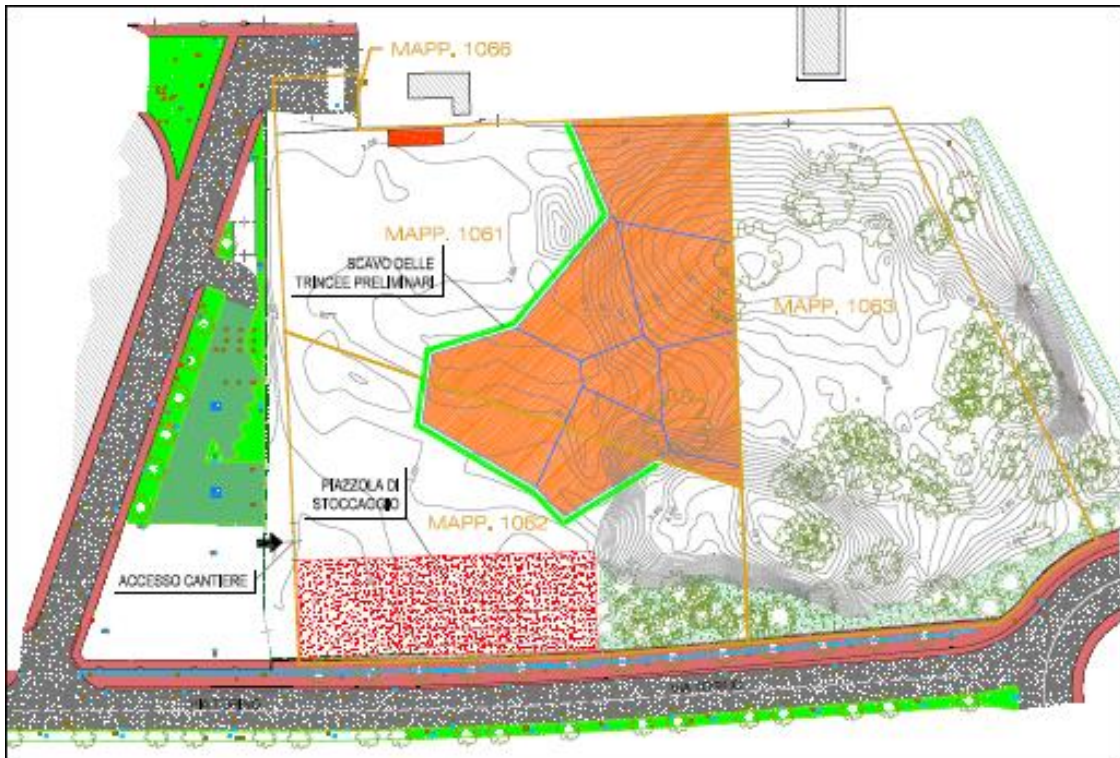 MAPP. 1066
MAPP. 1061
SCAVO DELLE
TRINCEE PRELIMINARI
MAPP. 1063
PIAZZOLA DI
STOCCAGGIO
MAPP. 1062
ACCESSO CANTIERE